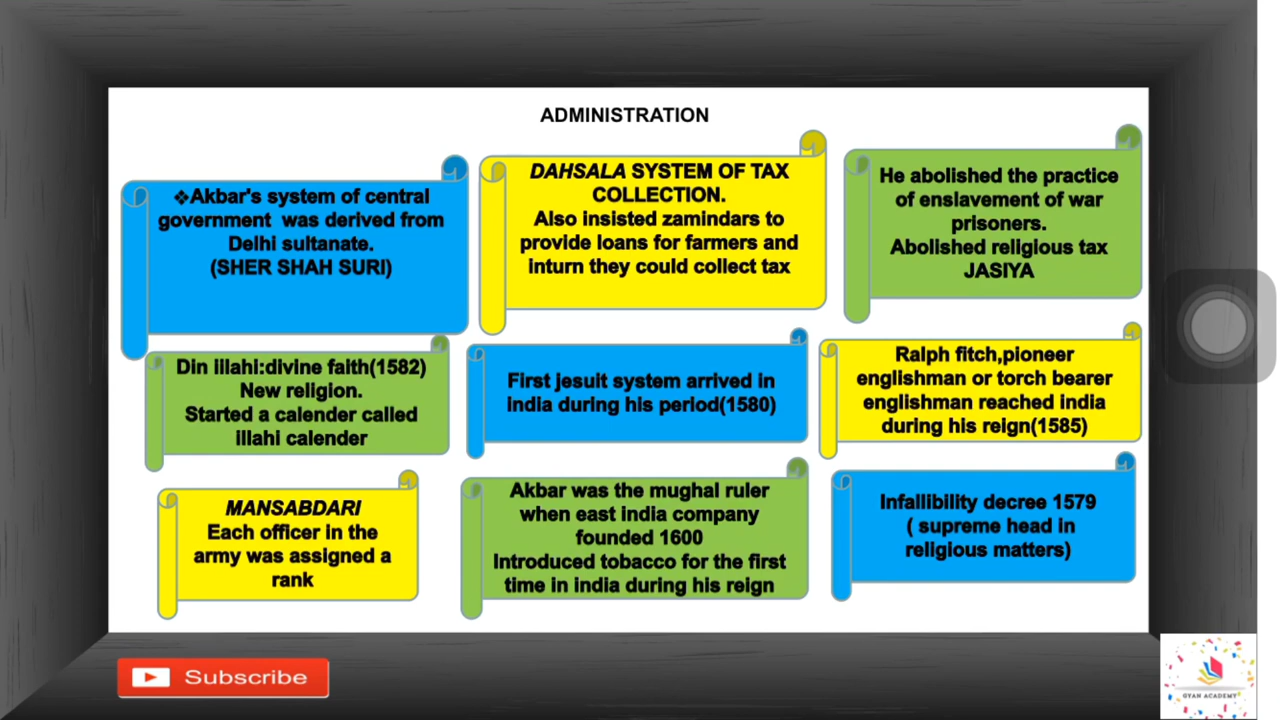 ADMINISTRATION
❖Akbar's system of central
government was derived from
Delhi sultanate.
(SHER SHAH SURI)
DAHSALA SYSTEM OF TAX
COLLECTION.
Also insisted zamindars to
provide loans for farmers and
inturn they could collect tax
He abolished the practice
of enslavement of war
prisoners.
Abolished religious tax
JASIYA
Din illahi:divine faith(1582)
New religion.
Started a calender called
illahi calender
First jesuit system arrived in
India during his period(1580)
Ralph fitch,pioneer
englishman or torch bearer
englishman reached india
during his reign(1585)
MANSABDARI
Each officer in the
army was assigned a
rank
Akbar was the mughal ruler
when east india company
founded 1600
Introduced tobacco for the first
time in india during his reign
Infallibility decree 1579
( supreme head in
religious matters)
Subscribe
GYAN ACADEMY